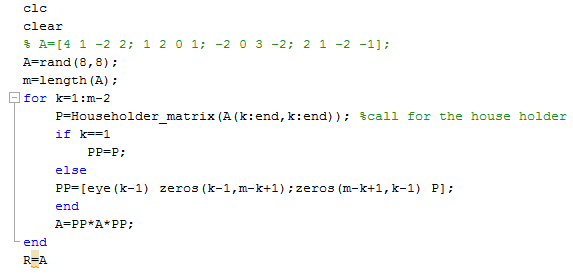 clc
clear
% A=[4 1 -2 2; 1 2 0 1; -2 0 3 -2; 2 1 -2 -1];
A=rand(8,8);
m=length(A);
for k=1:m-2
P=Householder_matrix(A(k:end,k:end)); %call for the house holder
if k==1
PP=P;
else
PP=[eye(k-1) zeros(k-1,m-k+1);zeros(m-k+1,k-1) P];
end
A=PP*A*PP;
end
R=A